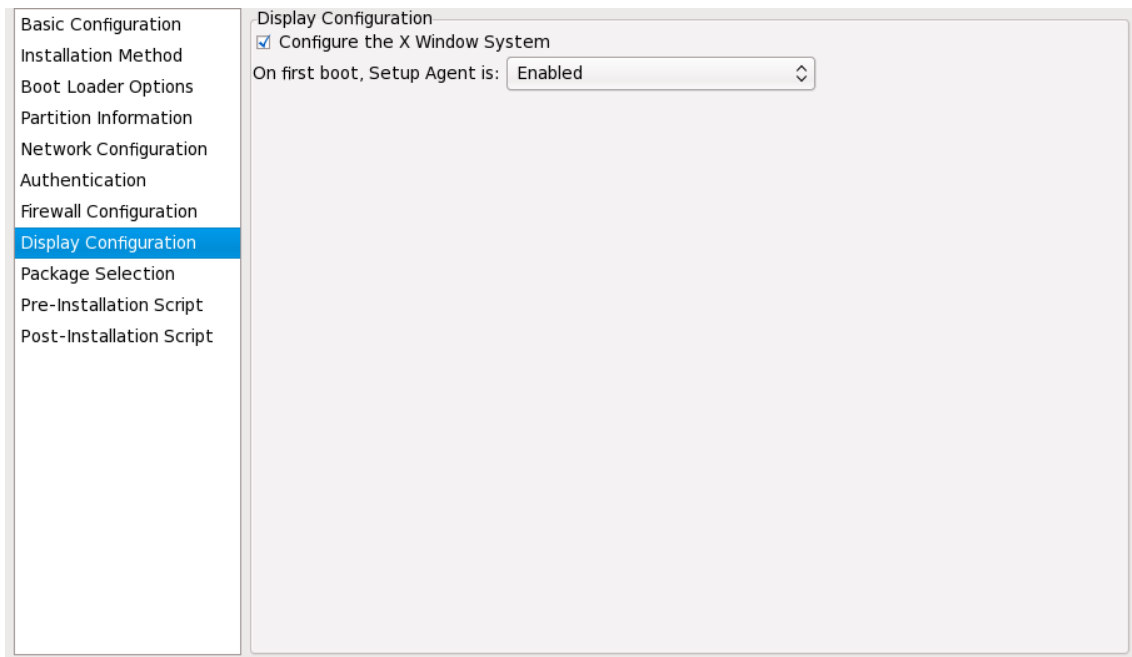 Basic Configuration
Installation Method
Boot Loader Options
Partition Information
Network Configuration
Authentication
Firewall Configuration
Display Configuration
Package Selection
Pre-Installation Script
Post-Installation Script
Display Configuration
Configure the X Window System
On first boot, Setup Agent is: Enabled